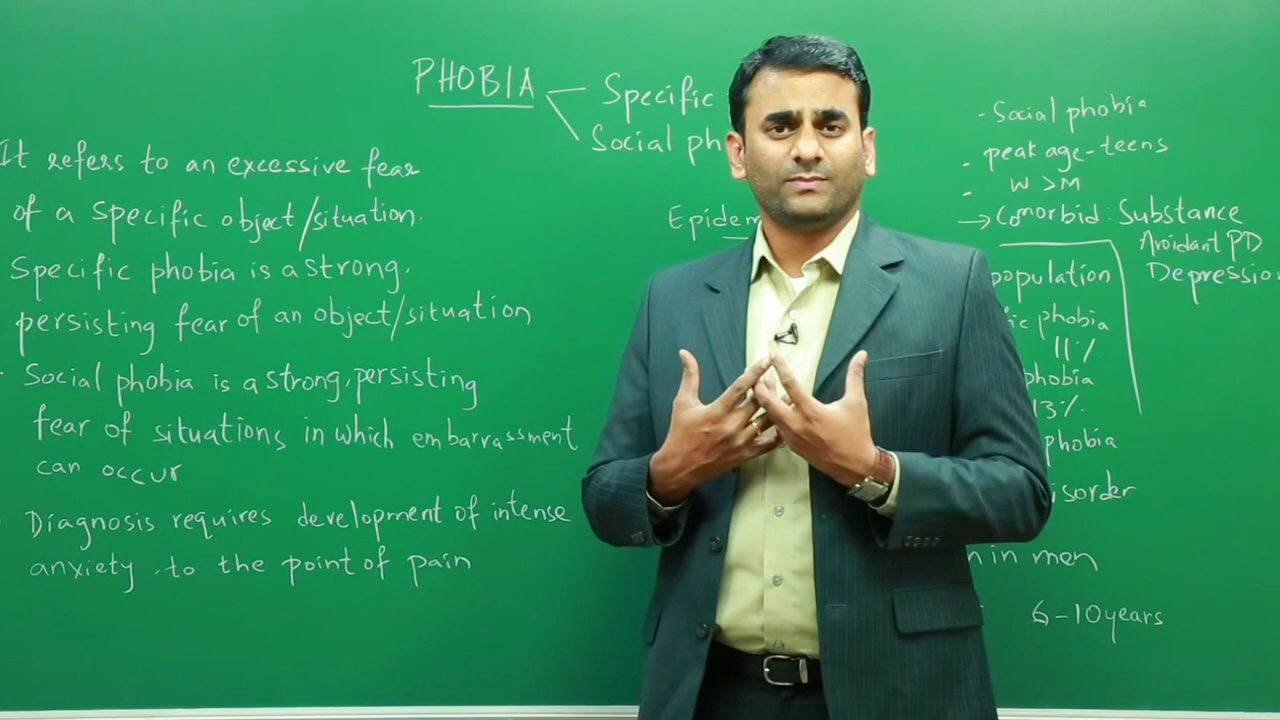 PHOBIA
Specific
Social ph
It refers to an excessive fear
of a specific object/situation.
Specific phobia is a strong,
persisting fear of an object/situation
Social phobia is a strong, persisting
fear of situations in which embarrassment
can occur
Diagnosis requires development of intense
anxiety, to the point of pain
Epidem
- Social phobia
- peak age-teens
- W > M
→ Comorbid: Substance
Avoidant PD
Depression
population
ic phobia
11%
phobia
13%
phobia
isorder
n in men
6-10 years